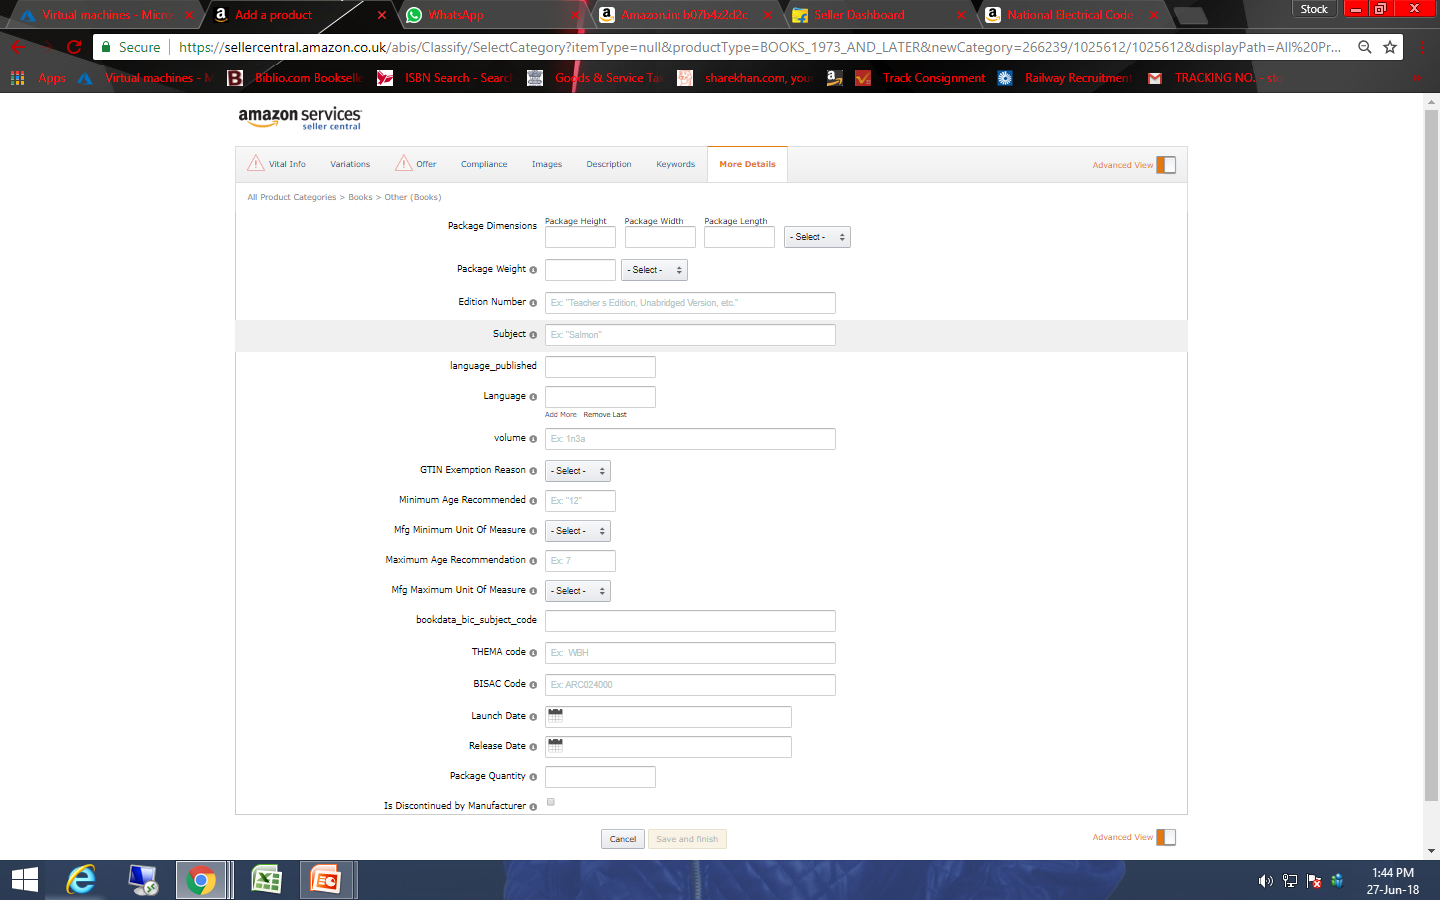 Stock
Virtual machines - Micros
Add a product
WhatsApp
Amazon.in: b07b4z2d2c
Seller Dashboard
National Electrical Code
Secure
https://sellercentral.amazon.co.uk/abis/Classify/SelectCategory?itemType=null&productType=BOOKS_1973_AND_LATER&newCategory=266239/1025612/1025612&displayPath=All%20Pr...
Apps
Virtual machines - M
Biblio.com Bookselle
ISBN Search - Search
Goods & Service Tax
sharekhan.com, your
Track Consignment
Railway Recruitment
TRACKING NO. - sh
amazon services
seller central
Vital Info Variations Offer Compliance Images Description Keywords More Details Advanced View
All Product Categories > Books > Other (Books)
Package Height Package Width Package Length
Package Dimensions - Select -
Package Weight - Select -
Edition Number Ex: "Teacher s Edition, Unabridged Version, etc."
Subject Ex: "Salmon"
language_published
Language
Add More Remove Last
volume Ex: 1n3a
GTIN Exemption Reason - Select -
Minimum Age Recommended Ex: "12"
Mfg Minimum Unit Of Measure - Select -
Maximum Age Recommendation Ex: 7
Mfg Maximum Unit Of Measure - Select -
bookdata_bic_subject_code
THEMA code Ex: WBH
BISAC Code Ex: ARC024000
Launch Date
Release Date
Package Quantity
Is Discontinued by Manufacturer
Cancel Save and finish Advanced View
1:44 PM
27-Jun-18